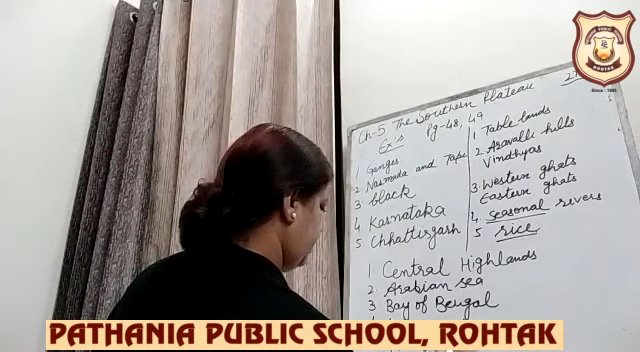 Ch-5 The Southern Plateau
Pg-48, 49
Ex's
1 Ganges
2 Narmada and Tapi
3 black
4 Karnataka
5 Chhattisgarh
1 Table lands
2 Aravalli hills
Vindhyas
3 Western ghats
Eastern ghats
4 seasonal rivers
5 rice
1 Central Highlands
2. Arabian sea
3 Bay of Bengal
PATHANIA PUBLIC SCHOOL, ROHTAK
ROHTAK